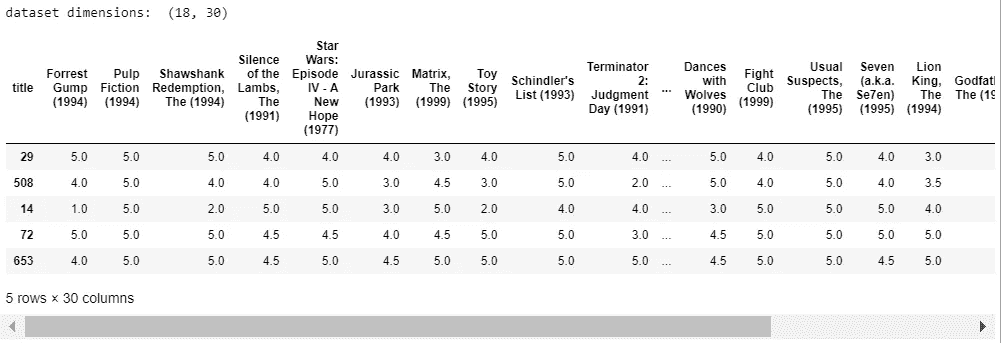 dataset dimensions:  (18, 30)
title Forrest Gump (1994) Pulp Fiction (1994) Shawshank Redemption, The (1994) Silence of the Lambs, The (1991) Star Wars: Episode IV - A New Hope (1977) Jurassic Park (1993) Matrix, The (1999) Toy Story (1995) Schindler's List (1993) Terminator 2: Judgment Day (1991) ... Dances with Wolves (1990) Fight Club (1999) Usual Suspects, The (1995) Seven (a.k.a. Se7en) (1995) Lion King, The (1994) The
29 5.0 5.0 5.0 4.0 4.0 4.0 3.0 4.0 5.0 4.0 ... 5.0 4.0 5.0 4.0 3.0
508 4.0 5.0 4.0 4.0 5.0 3.0 4.5 3.0 5.0 2.0 ... 5.0 4.0 5.0 4.0 3.5
14 1.0 5.0 2.0 5.0 5.0 3.0 5.0 2.0 4.0 4.0 ... 3.0 5.0 5.0 5.0 4.0
72 5.0 5.0 5.0 4.5 4.5 4.0 4.5 5.0 5.0 3.0 ... 4.5 5.0 5.0 5.0 5.0
653 4.0 5.0 5.0 4.5 5.0 4.5 5.0 5.0 5.0 5.0 ... 4.5 5.0 5.0 4.5 5.0
5 rows × 30 columns